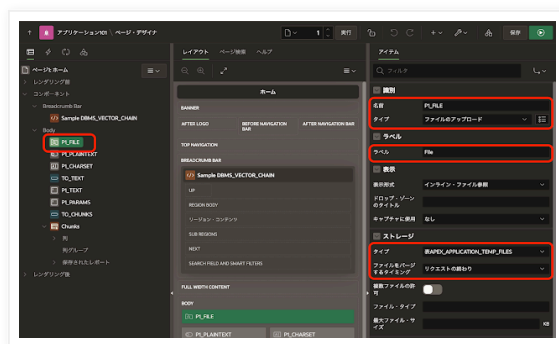 アプリケーション101 \ ページ・デザイナ
1
実行
保存
ページ1: ホーム
レンダリング前
コンポーネント
Breadcrumb Bar
Sample DBMS_VECTOR_CHAIN
Body
P1_FILE
P1_PLAINTEXT
P1_CHARSET
TO_TEXT
P1_TEXT
P1_PARAMS
TO_CHUNKS
Chunks
列
列グループ
保存されたレポート
レンダリング後
レイアウト
ページ検索
ヘルプ
ホーム
BANNER
AFTER LOGO
BEFORE NAVIGATION BAR
AFTER NAVIGATION BAR
TOP NAVIGATION
BREADCRUMB BAR
Sample DBMS_VECTOR_CHAIN
UP
REGION BODY
リージョン・コンテンツ
SUB REGIONS
NEXT
SEARCH FIELD AND SMART FILTERS
FULL WIDTH CONTENT
BODY
P1_FILE
P1_PLAINTEXT
P1_CHARSET
アイテム
フィルタ
識別
名前
P1_FILE
タイプ
ファイルのアップロード
ラベル
ラベル
File
表示
表示形式
インライン・ファイル参照
ドロップ・ゾーンのタイトル
キャプチャに使用
なし
ストレージ
タイプ
表APEX_APPLICATION_TEMP_FILES
ファイルをパージするタイミング
リクエストの終わり
複数ファイルの許可
ファイル・タイプ
最大ファイル・サイズ
KB